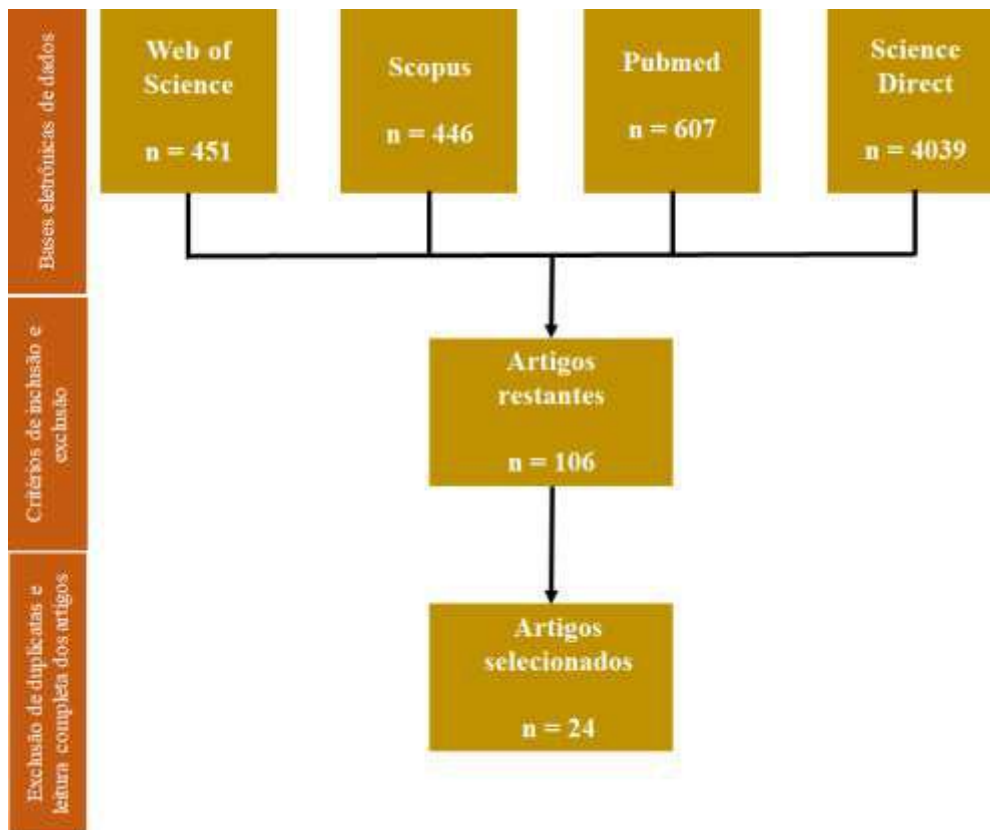 Bases eletrônicas de dados
Web of
Science
n = 451
Scopus
n = 446
Pubmed
n = 607
Science
Direct
n = 4039
Critérios de inclusão e
exclusão
Artigos
restantes
n = 106
Exclusão de duplicatas e
leitura completa dos artigos
Artigos
selecionados
n = 24